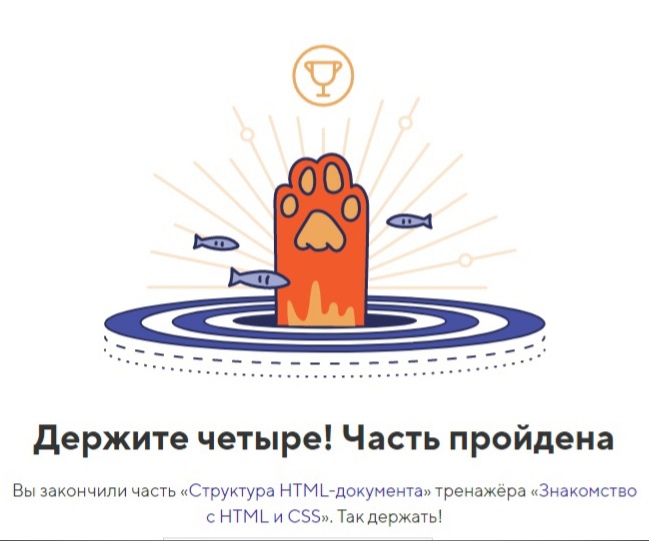 Держите четыре! Часть пройдена
Вы закончили часть «Структура HTML-документа» тренажёра «Знакомство
с HTML и CSS». Так держать!